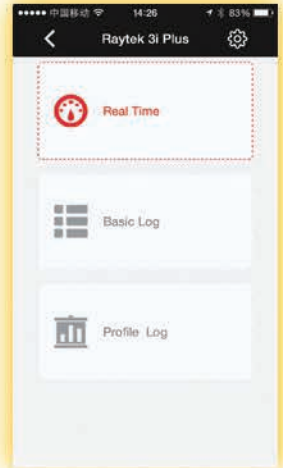 中国移动 14:26 83%
Raytek 3i Plus
Real Time
Basic Log
Profile Log